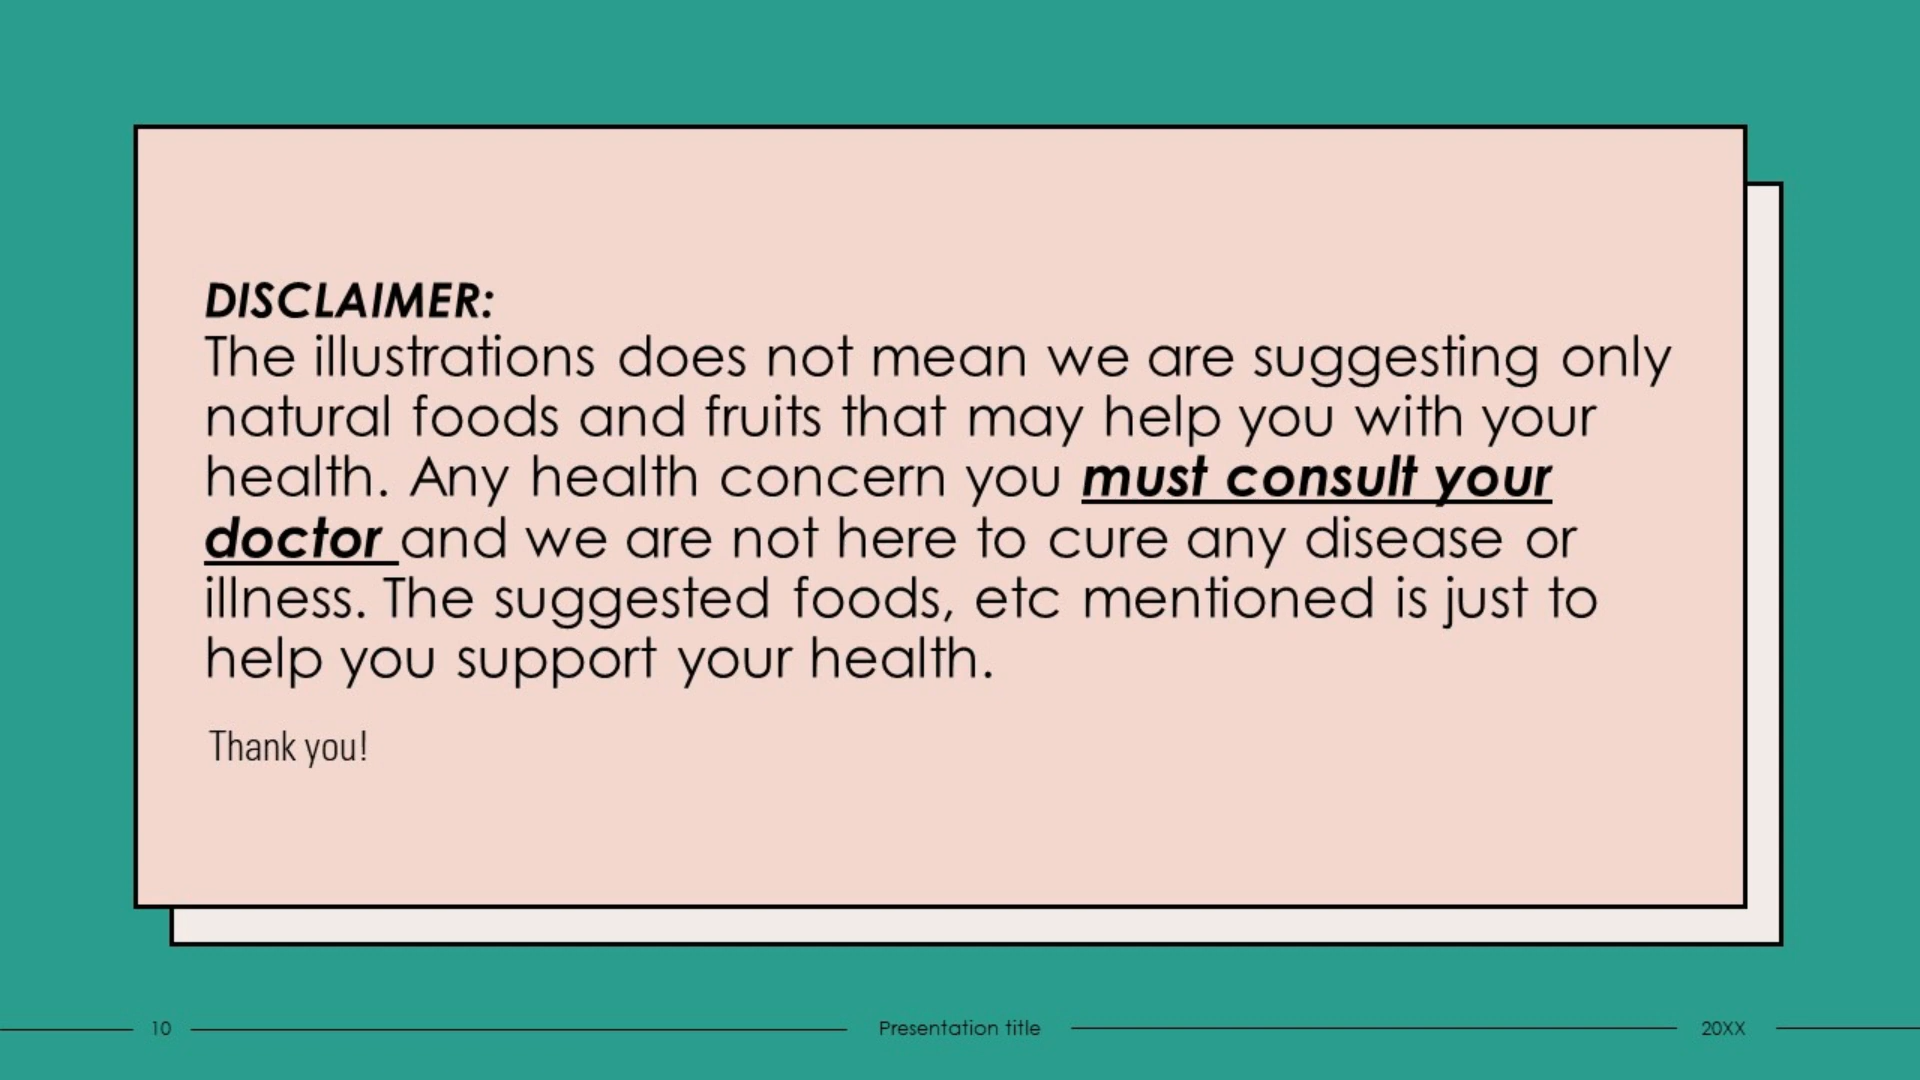 DISCLAIMER:
The illustrations does not mean we are suggesting only
natural foods and fruits that may help you with your
health. Any health concern you must consult your
doctor and we are not here to cure any disease or
illness. The suggested foods, etc mentioned is just to
help you support your health.
Thank you!
10
Presentation title
20XX